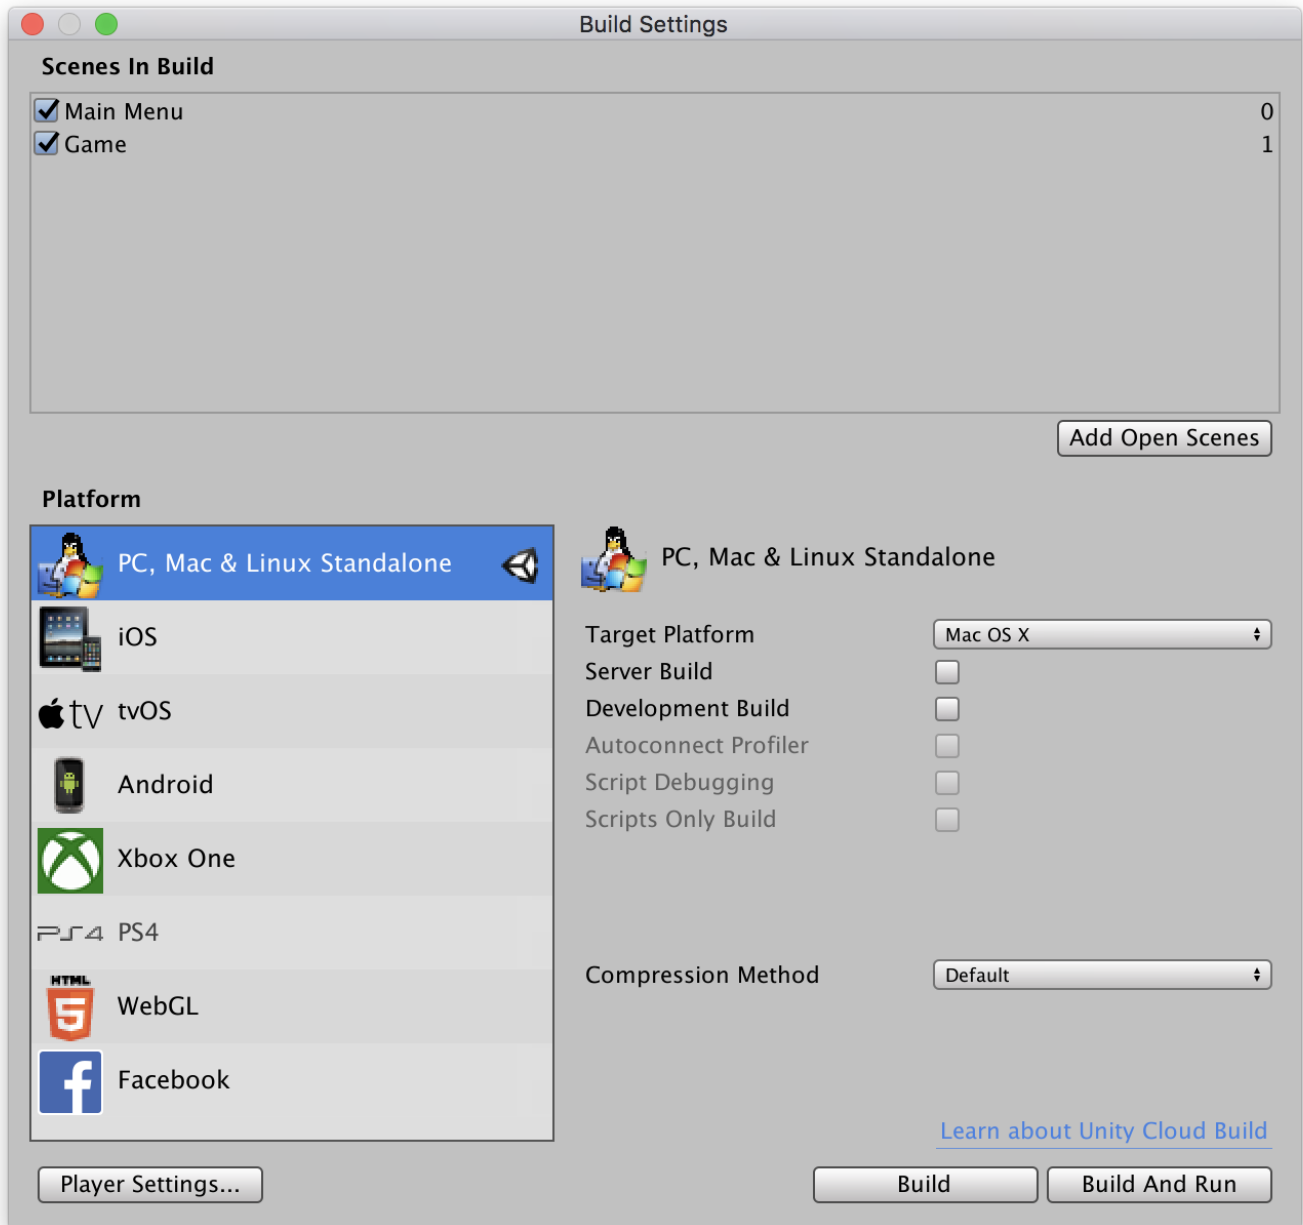 Build Settings
Scenes In Build
Main Menu 0
Game 1
Add Open Scenes
Platform
PC, Mac & Linux Standalone
iOS
tv tvOS
Android
Xbox One
PS4 PS4
HTML
5 WebGL
f Facebook
PC, Mac & Linux Standalone
Target Platform Mac OS X
Server Build
Development Build
Autoconnect Profiler
Script Debugging
Scripts Only Build
Compression Method Default
Learn about Unity Cloud Build
Player Settings... Build Build And Run